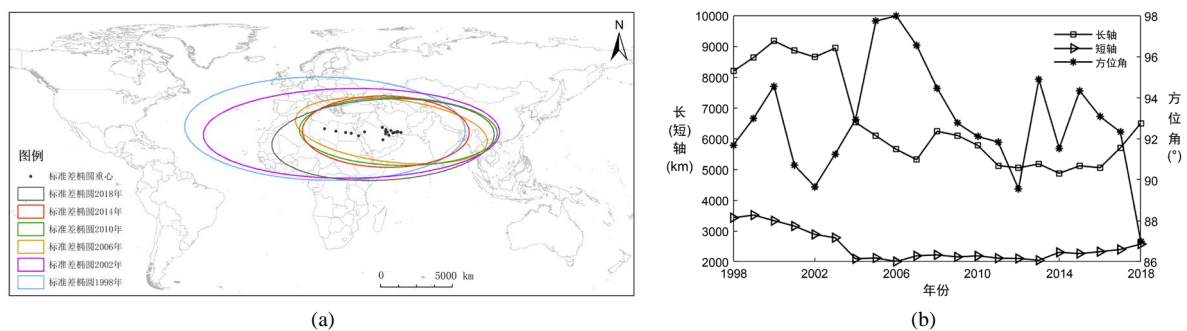 N
图例
标准差椭圆重心
标准差椭圆2018年
标准差椭圆2014年
标准差椭圆2010年
标准差椭圆2006年
标准差椭圆2002年
标准差椭圆1998年
0 5000 km
(a)
10000
9000
8000
7000
6000
5000
4000
3000
2000
长(短)轴(km)
长轴
短轴
方位角
98
96
94
92
90
88
86
方位角(°)
1998 2002 2006 2010 2014 2018
年份
(b)